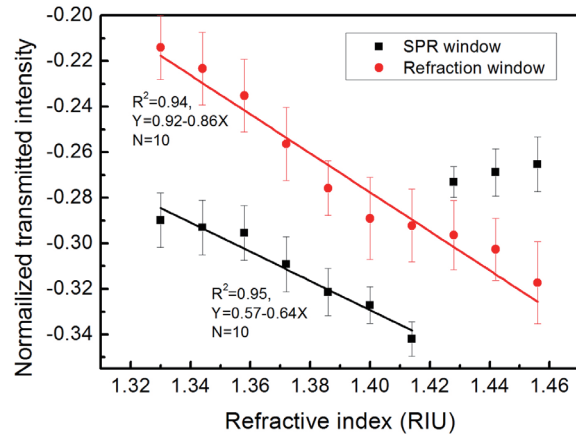 -0.20
-0.22
-0.24
-0.26
-0.28
-0.30
-0.32
-0.34
Normailized transmitted intensity
SPR window
Refraction window
R²=0.94,
Y=0.92-0.86X
N=10
R²=0.95,
Y=0.57-0.64X
N=10
1.32 1.34 1.36 1.38 1.40 1.42 1.44 1.46
Refractive index (RIU)